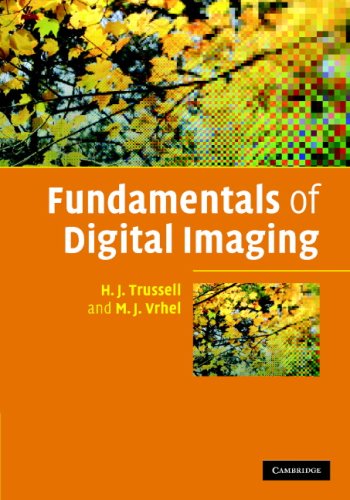 Fundamentals of
Digital Imaging
H. J. Trussell
and M. J. Vrhel
CAMBRIDGE